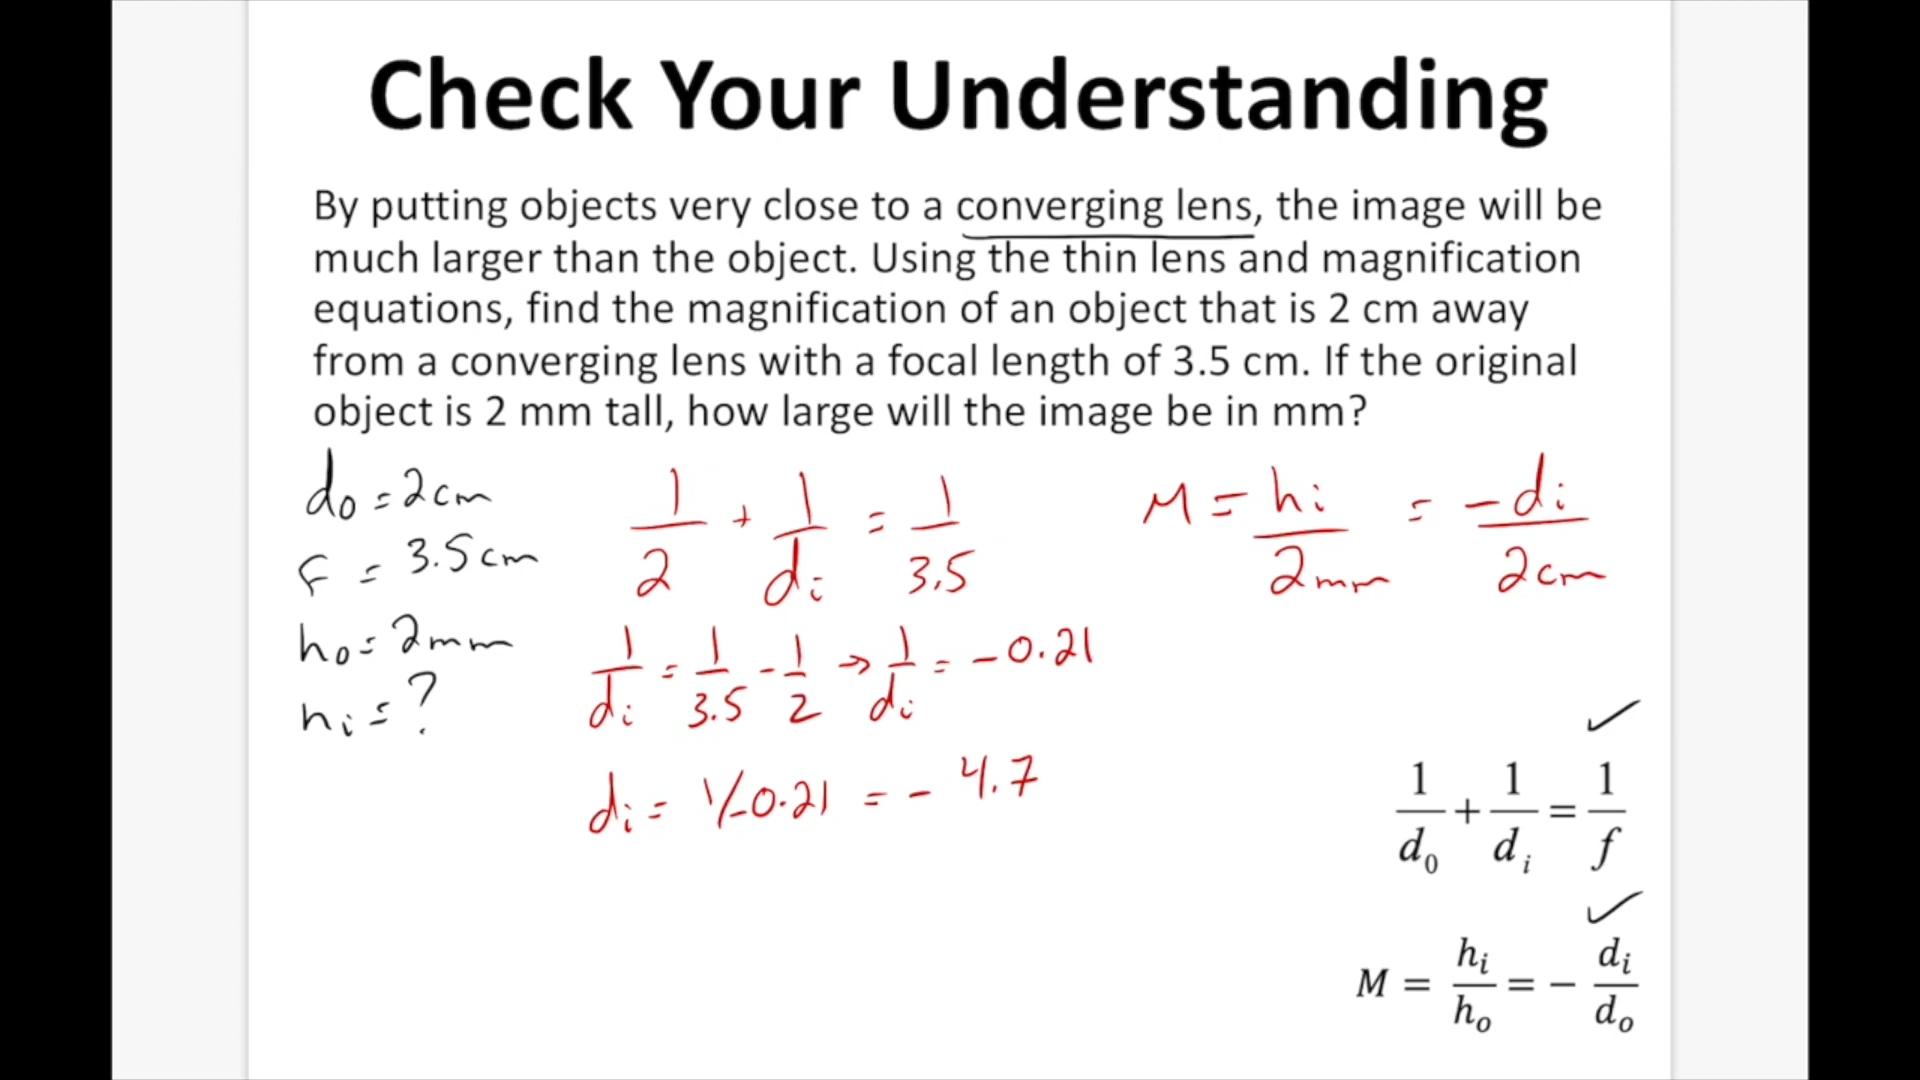 Check Your Understanding
By putting objects very close to a converging lens, the image will be
much larger than the object. Using the thin lens and magnification
equations, find the magnification of an object that is 2 cm away
from a converging lens with a focal length of 3.5 cm. If the original
object is 2 mm tall, how large will the image be in mm?
do = 2cm
f = 3.5cm
ho = 2mm
hi = ?
1/2 + 1/di = 1/3.5
1/di = 1/3.5 - 1/2 → 1/di = -0.21
di = 1/-0.21 = -4.7
M = hi/2mm = -di/2cm
✓
1/d0 + 1/di = 1/f
✓
M = hi/ho = - di/do